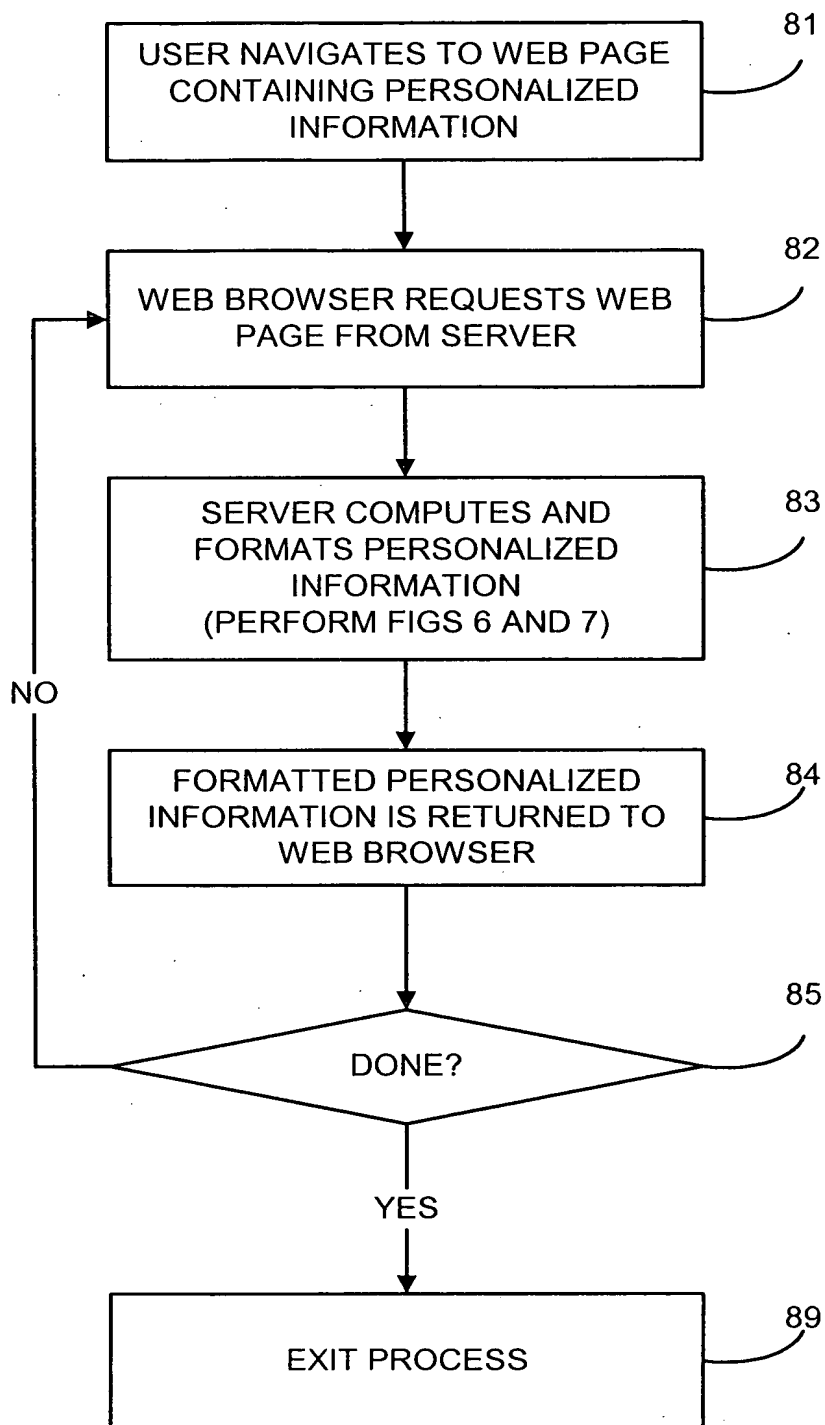 81
USER NAVIGATES TO WEB PAGE
CONTAINING PERSONALIZED
INFORMATION
82
WEB BROWSER REQUESTS WEB
PAGE FROM SERVER
83
SERVER COMPUTES AND
FORMATS PERSONALIZED
INFORMATION
(PERFORM FIGS 6 AND 7)
NO
84
FORMATTED PERSONALIZED
INFORMATION IS RETURNED TO
WEB BROWSER
85
DONE?
YES
89
EXIT PROCESS